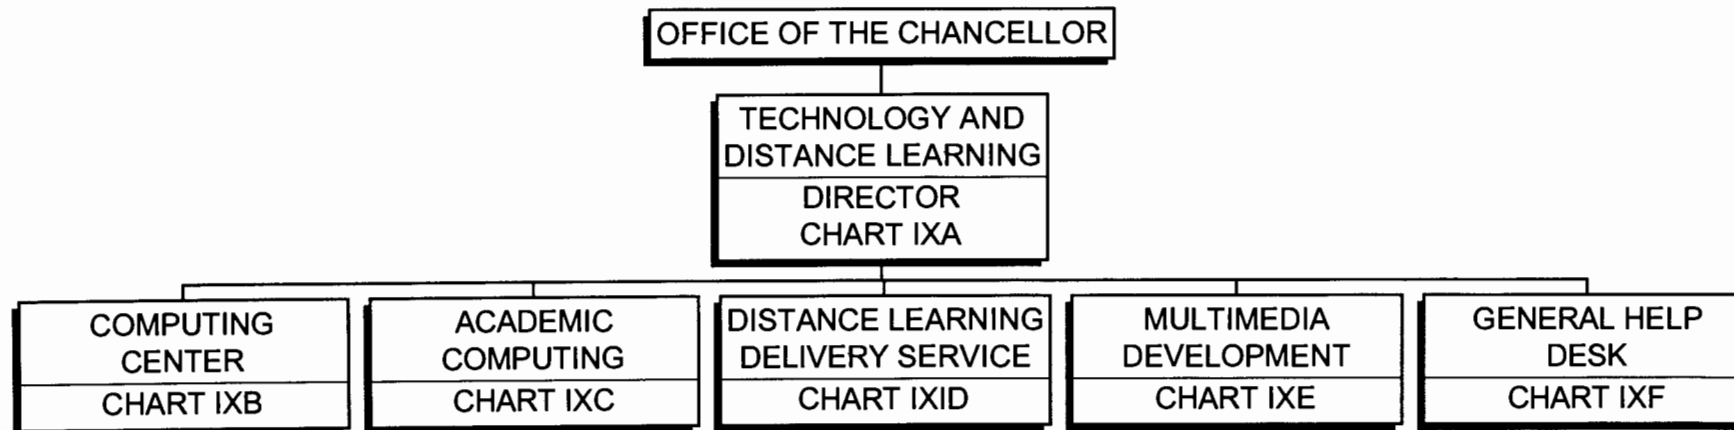 OFFICE OF THE CHANCELLOR
TECHNOLOGY AND
DISTANCE LEARNING
DIRECTOR
CHART IXA
COMPUTING
CENTER
CHART IXB
ACADEMIC
COMPUTING
CHART IXC
DISTANCE LEARNING
DELIVERY SERVICE
CHART IXID
MULTIMEDIA
DEVELOPMENT
CHART IXE
GENERAL HELP
DESK
CHART IXF